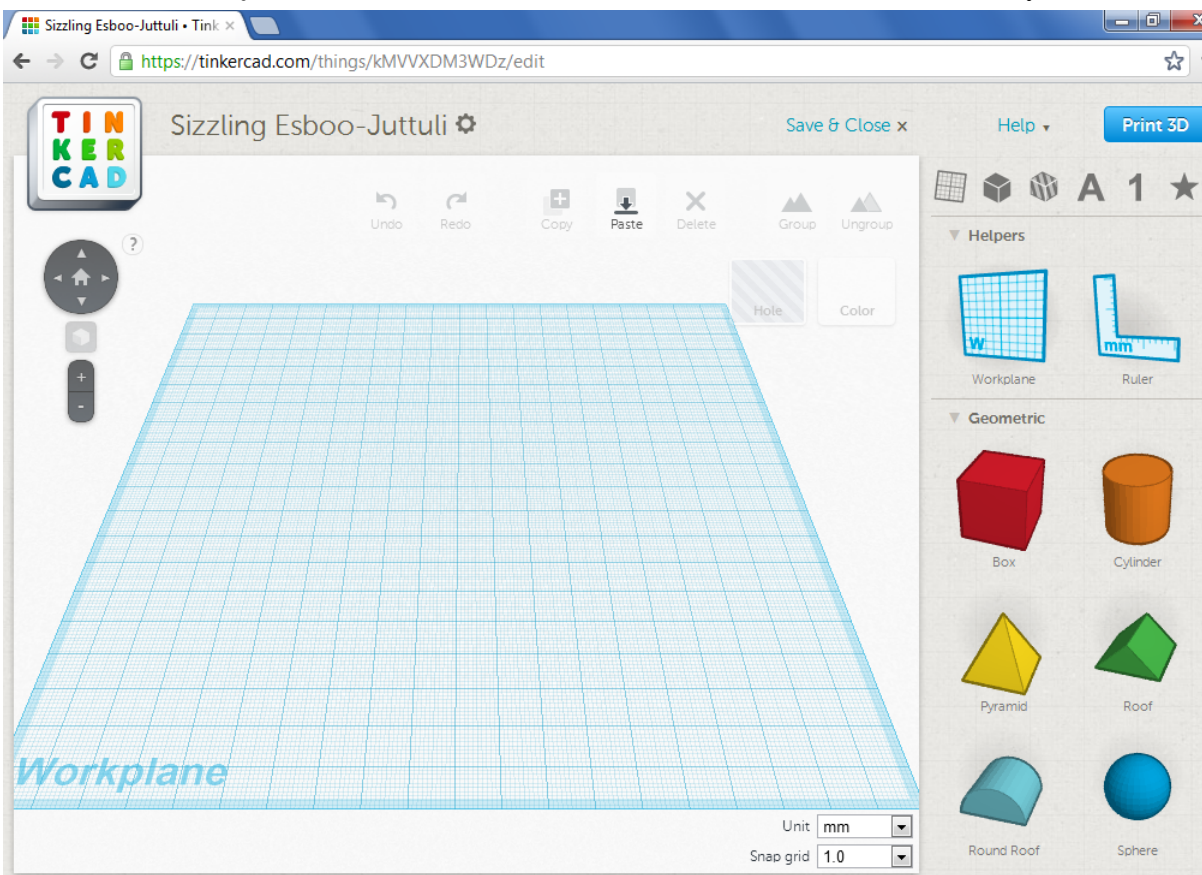 Sizzling Esboo-Juttuli • Tink ×
https://tinkercad.com/things/kMVVXDM3WDz/edit
TIN
KER
CAD
Sizzling Esboo-Juttuli
Save & Close x
Help
Print 3D
A 1
Undo
Redo
Copy
Paste
Delete
Group
Ungroup
?
Helpers
Hole
Color
W
mm
Workplane
Ruler
+
-
Geometric
Box
Cylinder
Pyramid
Roof
Workplane
Unit mm
Snap grid 1.0
Round Roof
Sphere